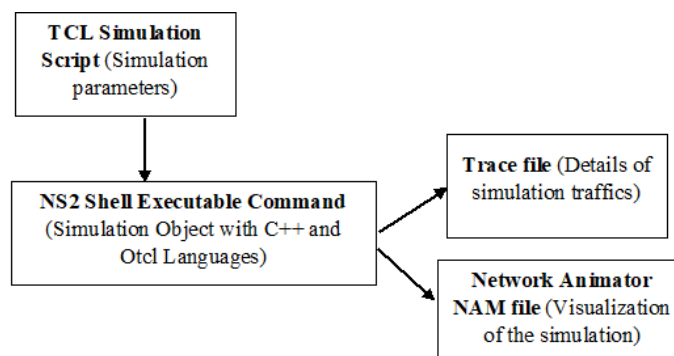 TCL Simulation
Script (Simulation
parameters)
NS2 Shell Executable Command
(Simulation Object with C++ and
Otcl Languages)
Trace file (Details of
simulation traffics)
Network Animator
NAM file (Visualization
of the simulation)